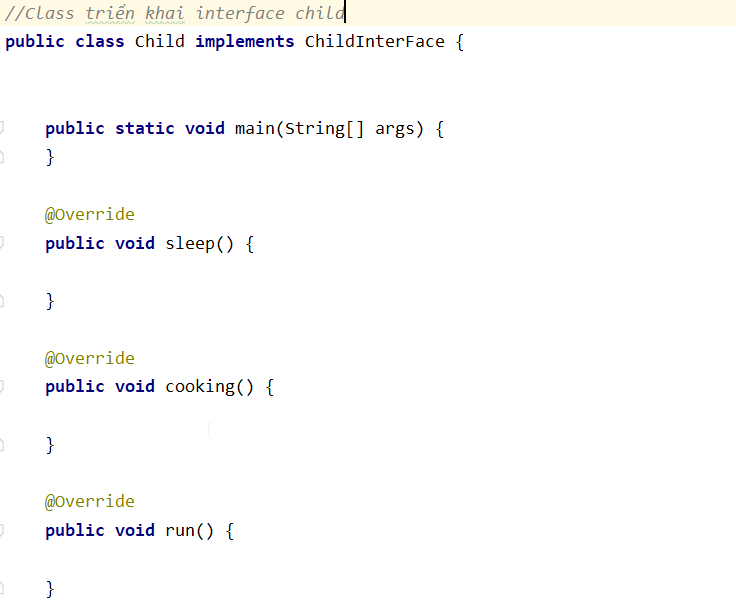 //Class triển khai interface child
public class Child implements ChildInterFace {
public static void main(String[] args) {
}
@Override
public void sleep() {
}
@Override
public void cooking() {
}
@Override
public void run() {
}